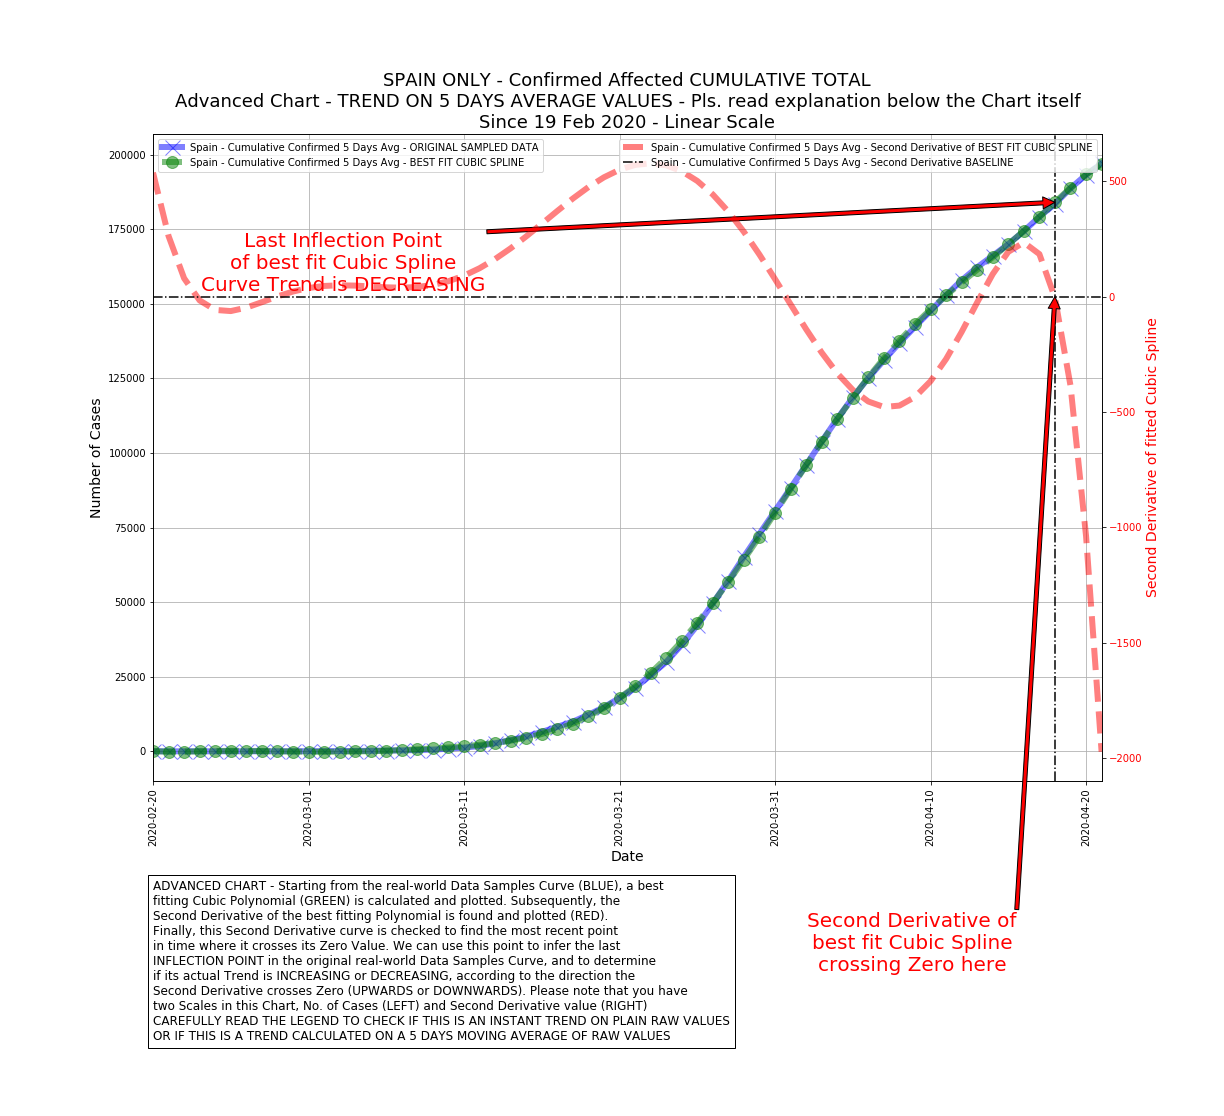 SPAIN ONLY - Confirmed Affected CUMULATIVE TOTAL
Advanced Chart - TREND ON 5 DAYS AVERAGE VALUES - Pls. read explanation below the Chart itself
Since 19 Feb 2020 - Linear Scale
Spain - Cumulative Confirmed 5 Days Avg - ORIGINAL SAMPLED DATA
Spain - Cumulative Confirmed 5 Days Avg - BEST FIT CUBIC SPLINE
Spain - Cumulative Confirmed 5 Days Avg - Second Derivative of BEST FIT CUBIC SPLINE
Spain - Cumulative Confirmed 5 Days Avg - Second Derivative BASELINE
Last Inflection Point
of best fit Cubic Spline
Curve Trend is DECREASING
Number of Cases
200000
175000
150000
125000
100000
75000
50000
25000
0
500
0
−500
−1000
−1500
−2000
Second Derivative of fitted Cubic Spline
2020-02-20
2020-03-01
2020-03-11
2020-03-21
2020-03-31
2020-04-10
2020-04-20
Date
ADVANCED CHART - Starting from the real-world Data Samples Curve (BLUE), a best
fitting Cubic Polynomial (GREEN) is calculated and plotted. Subsequently, the
Second Derivative of the best fitting Polynomial is found and plotted (RED).
Finally, this Second Derivative curve is checked to find the most recent point
in time where it crosses its Zero Value. We can use this point to infer the last
INFLECTION POINT in the original real-world Data Samples Curve, and to determine
if its actual Trend is INCREASING or DECREASING, according to the direction the
Second Derivative crosses Zero (UPWARDS or DOWNWARDS). Please note that you have
two Scales in this Chart, No. of Cases (LEFT) and Second Derivative value (RIGHT)
CAREFULLY READ THE LEGEND TO CHECK IF THIS IS AN INSTANT TREND ON PLAIN RAW VALUES
OR IF THIS IS A TREND CALCULATED ON A 5 DAYS MOVING AVERAGE OF RAW VALUES
Second Derivative of
best fit Cubic Spline
crossing Zero here